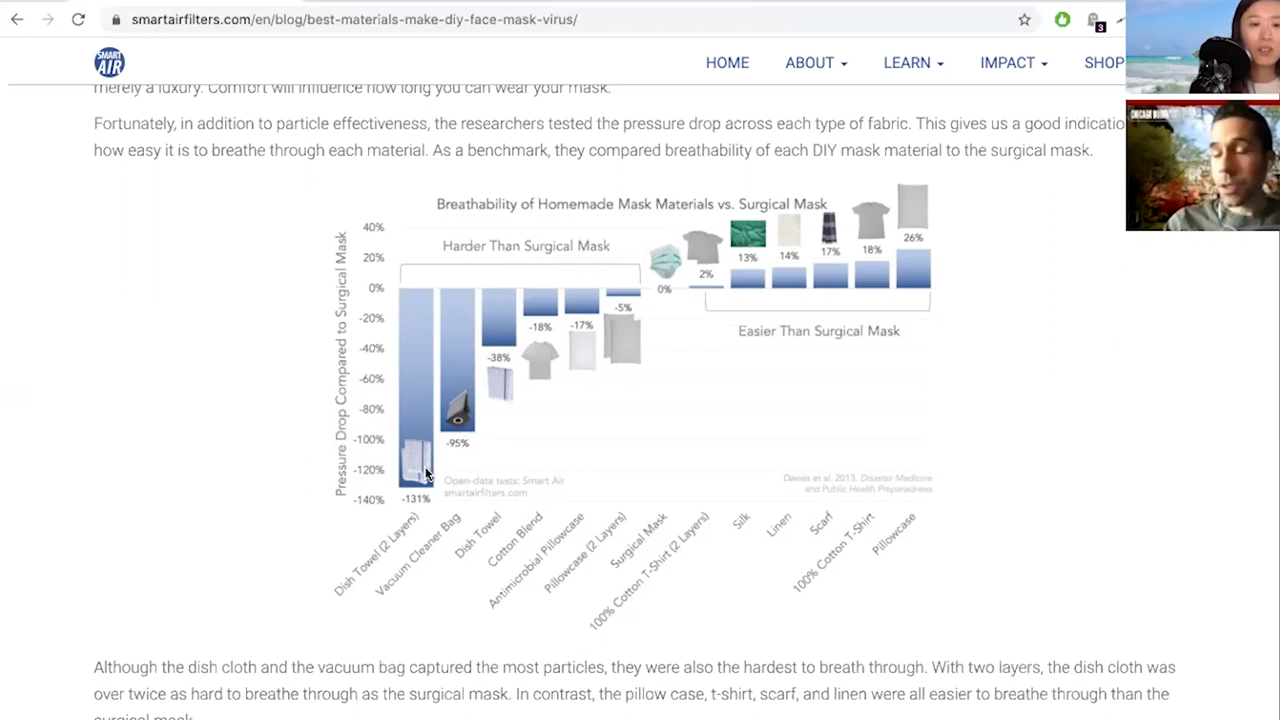 smartairfilters.com/en/blog/best-materials-make-diy-face-mask-virus/
3
SMART
AIR
HOME
ABOUT
LEARN
IMPACT
SHOP
merely a luxury. Comfort will influence how long you can wear your mask.
Fortunately, in addition to particle effectiveness, researchers tested the pressure drop across each type of fabric. This gives us a good indication
how easy it is to breathe through each material. As a benchmark, they compared breathability of each DIY mask material to the surgical mask.
Breathability of Homemade Mask Materials vs. Surgical Mask
Pressure Drop Compared to Surgical Mask
40%
20%
0%
-20%
-40%
-60%
-80%
-100%
-120%
-140%
Harder Than Surgical Mask
Easier Than Surgical Mask
-131%
-95%
-38%
-18%
-17%
-5%
0%
2%
13%
14%
17%
18%
26%
Open-data tests: Smart Air
smartairfilters.com
Davies et al. 2013. Disaster Medicine
and Public Health Preparedness
Dish Towel (2 Layers)
Vacuum Cleaner Bag
Dish Towel
Cotton Blend
Antimicrobial Pillowcase
Pillowcase (2 Layers)
Surgical Mask
100% Cotton T-Shirt (2 Layers)
Silk
Linen
Scarf
100% Cotton T-Shirt
Pillowcase
Although the dish cloth and the vacuum bag captured the most particles, they were also the hardest to breath through. With two layers, the dish cloth was
over twice as hard to breathe through as the surgical mask. In contrast, the pillow case, t-shirt, scarf, and linen were all easier to breathe through than the
surgical mask.